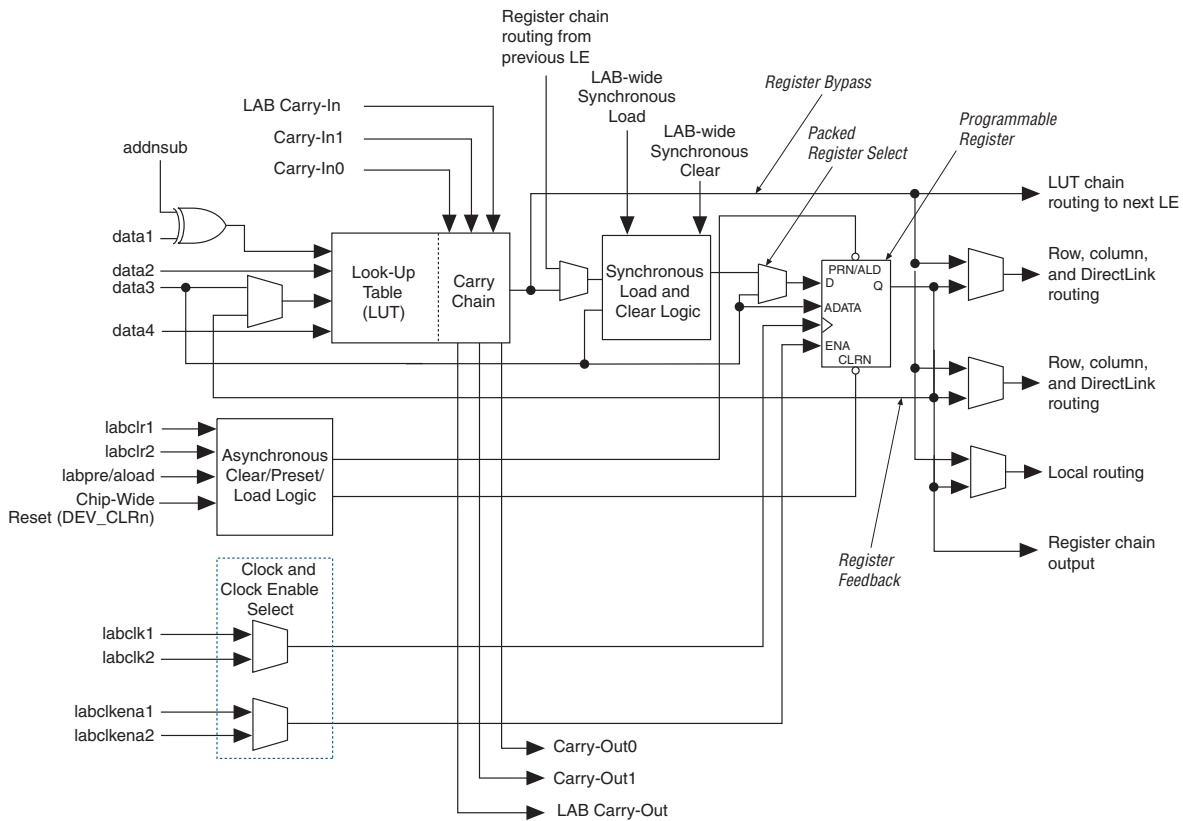 Register chain
routing from
previous LE
LAB-wide
Synchronous
Load
Register Bypass
LAB Carry-In
Carry-In1
Carry-In0
LAB-wide
Synchronous
Clear
Packed
Register Select
Programmable
Register
addnsub
data1
data2
data3
data4
Look-Up
Table
(LUT)
Carry
Chain
Synchronous
Load and
Clear Logic
PRN/ALD
D
Q
ADATA
ENA
CLRN
LUT chain
routing to next LE
Row, column,
and DirectLink
routing
Row, column,
and DirectLink
routing
Local routing
Register chain
output
labclr1
labclr2
labpre/aload
Chip-Wide
Reset (DEV_CLRn)
Asynchronous
Clear/Preset/
Load Logic
Register
Feedback
Clock and
Clock Enable
Select
labclk1
labclk2
labclkena1
labclkena2
Carry-Out0
Carry-Out1
LAB Carry-Out